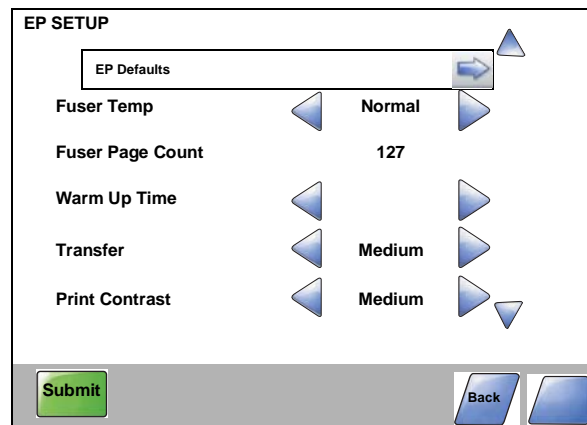 EP SETUP
EP Defaults
Fuser Temp Normal
Fuser Page Count 127
Warm Up Time
Transfer Medium
Print Contrast Medium
Submit
Back